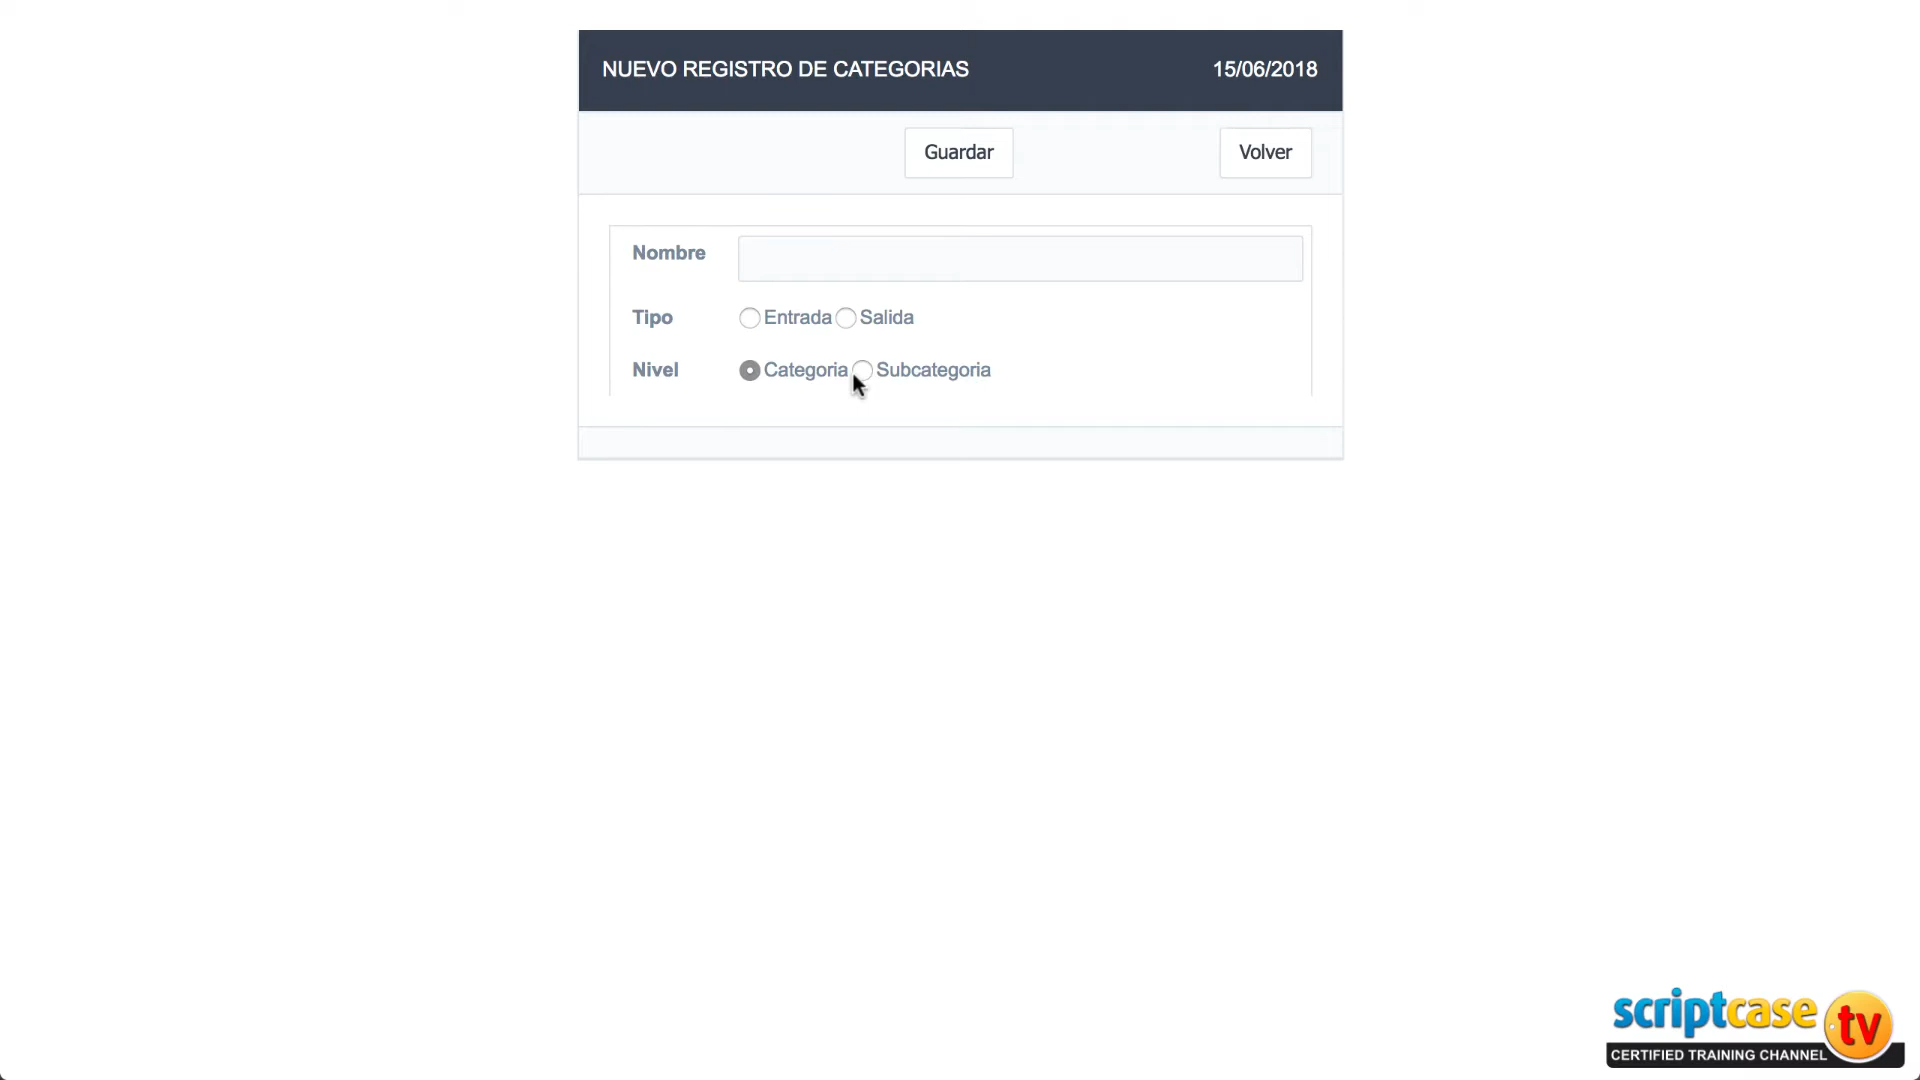 NUEVO REGISTRO DE CATEGORIAS 15/06/2018
Guardar Volver
Nombre
Tipo Entrada Salida
Nivel Categoria Subcategoria
scriptcase tv
CERTIFIED TRAINING CHANNEL